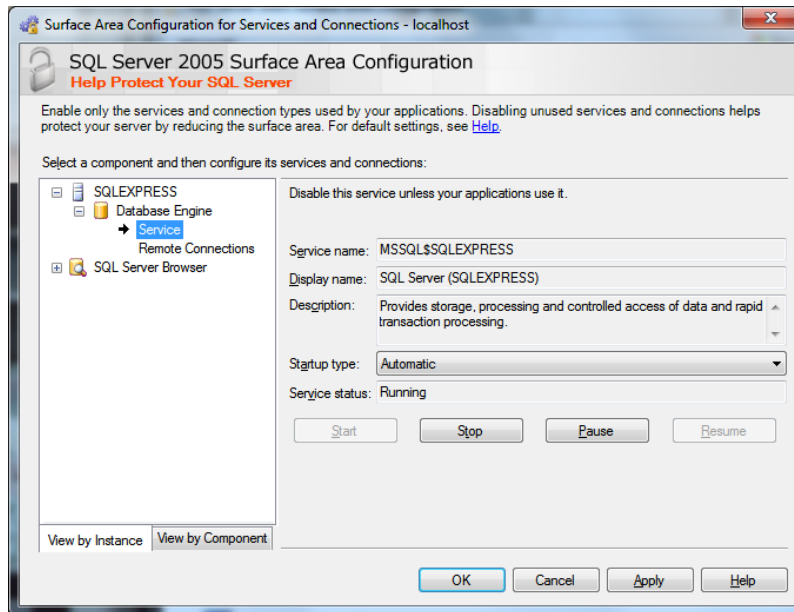 Surface Area Configuration for Services and Connections - localhost
SQL Server 2005 Surface Area Configuration
Help Protect Your SQL Server
Enable only the services and connection types used by your applications. Disabling unused services and connections helps
protect your server by reducing the surface area. For default settings, see Help.
Select a component and then configure its services and connections:
SQLEXPRESS
Database Engine
Service
Remote Connections
SQL Server Browser
View by Instance
View by Component
Disable this service unless your applications use it.
Service name: MSSQL$SQLEXPRESS
Display name: SQL Server (SQLEXPRESS)
Description: Provides storage, processing and controlled access of data and rapid
transaction processing.
Startup type: Automatic
Service status: Running
Start Stop Pause Resume
OK Cancel Apply Help